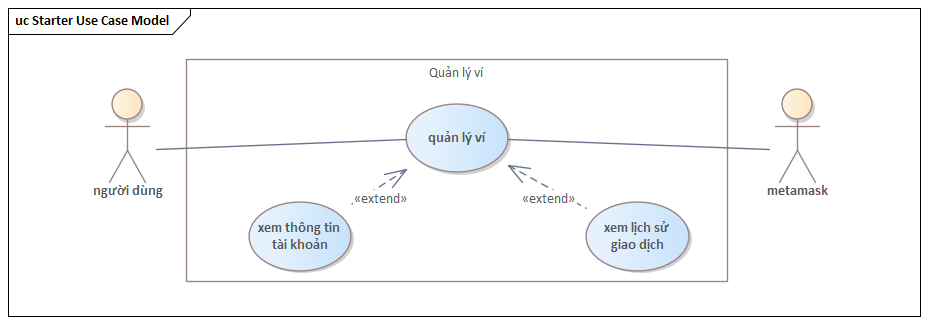 uc Starter Use Case Model
Quản lý ví
quản lý ví
người dùng
metamask
«extend»
«extend»
xem thông tin
tài khoản
xem lịch sử
giao dịch